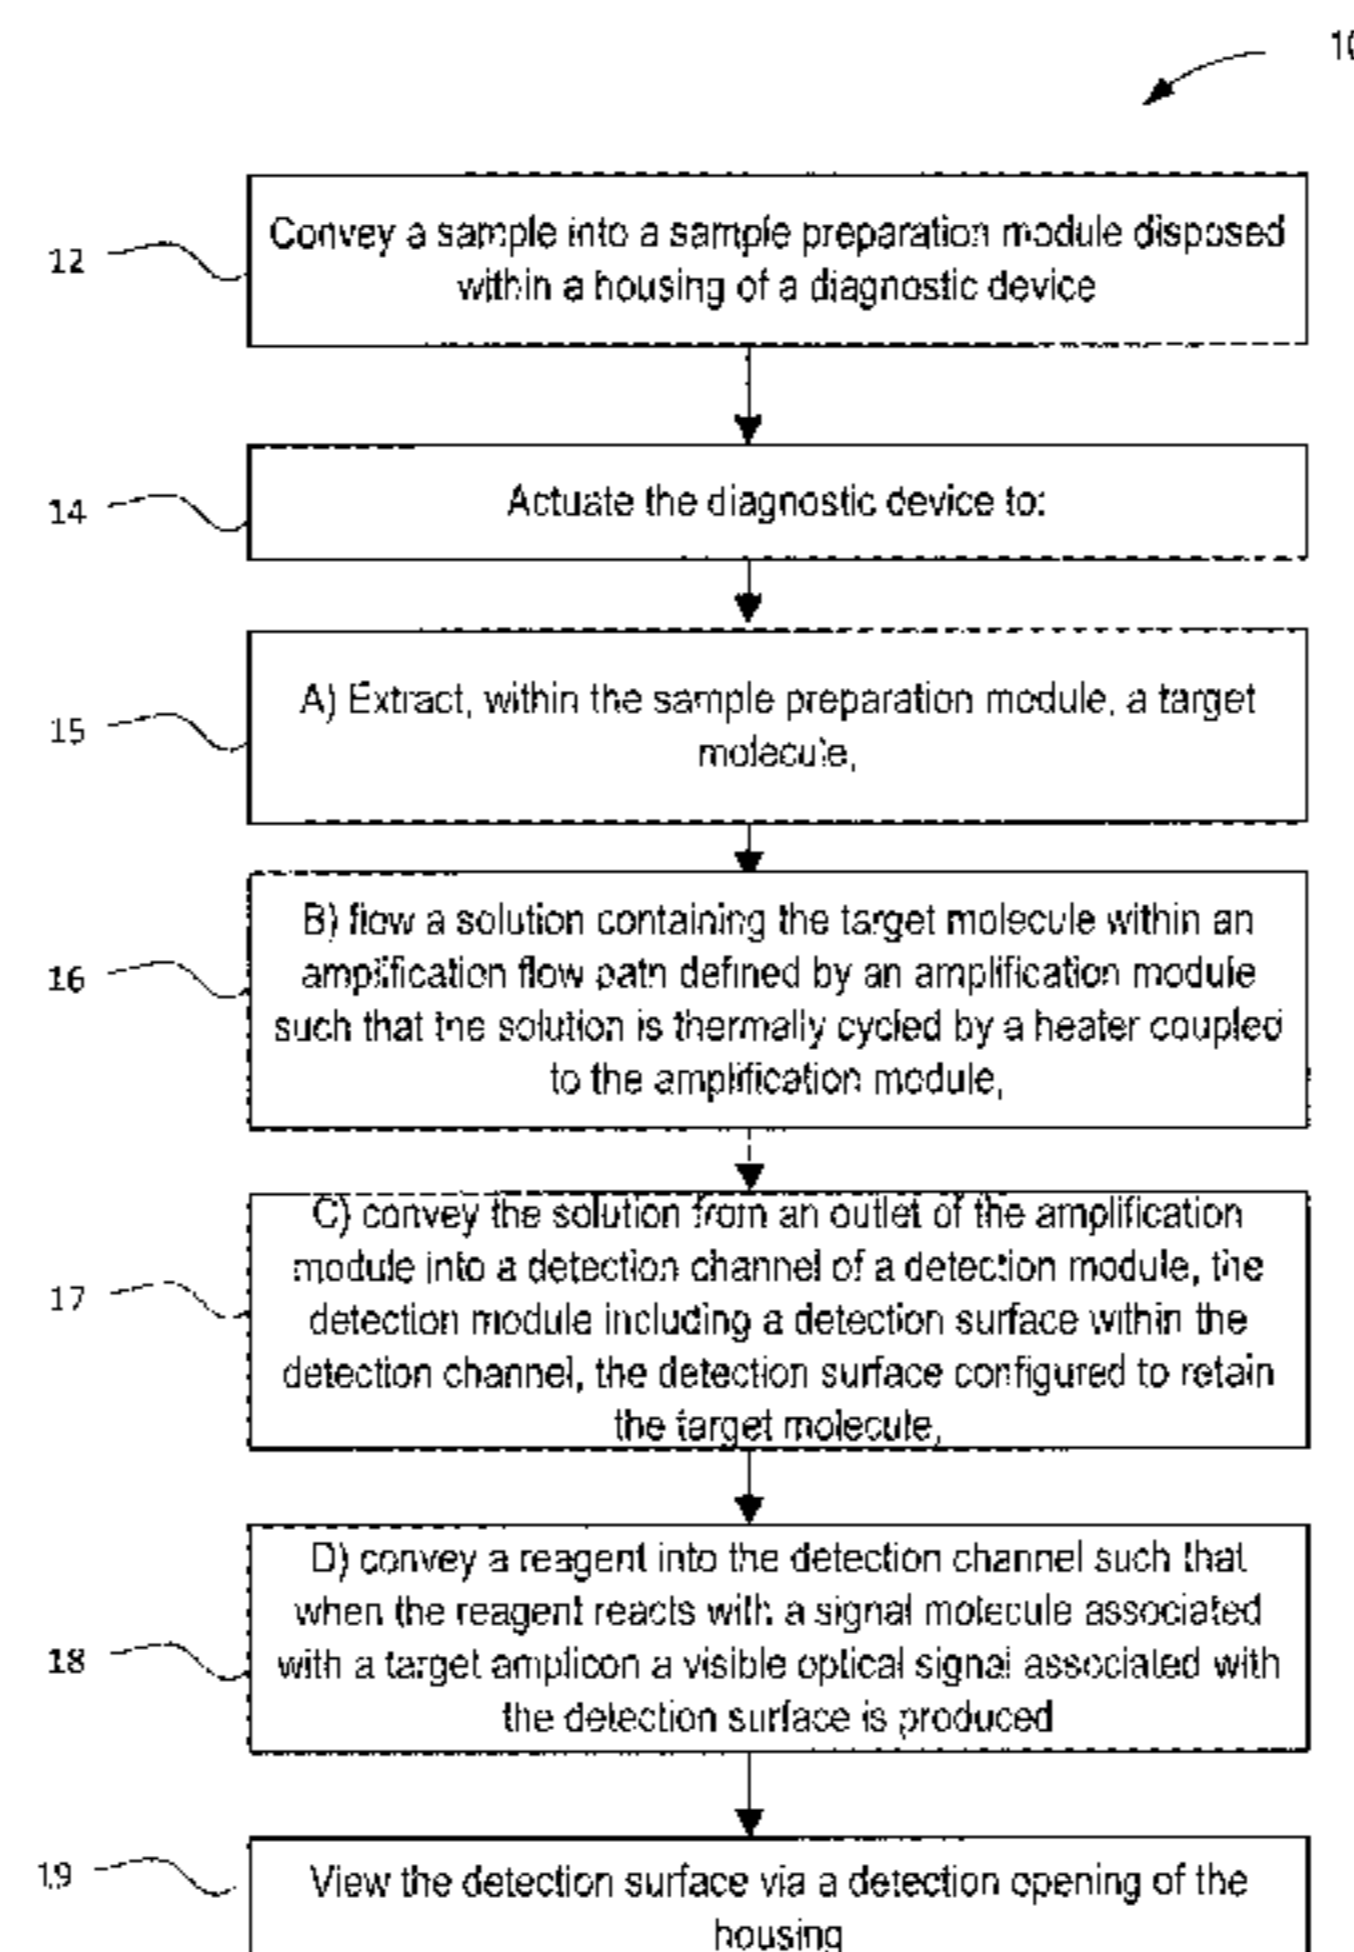 10
12
Convey a sample into a sample preparation module disposed
within a housing of a diagnostic device
14
Actuate the diagnostic device to:
15
A) Extract, within the sample preparation module, a target
molecule,
16
B) flow a solution containing the target molecule within an
amplification flow path defined by an amplification module
such that the solution is thermally cycled by a heater coupled
to the amplification module,
17
C) convey the solution from an outlet of the amplification
module into a detection channel of a detection module, the
detection module including a detection surface within the
detection channel, the detection surface configured to retain
the target molecule,
18
D) convey a reagent into the detection channel such that
when the reagent reacts with a signal molecule associated
with a target amplicon a visible optical signal associated with
the detection surface is produced
19
View the detection surface via a detection opening of the
housing